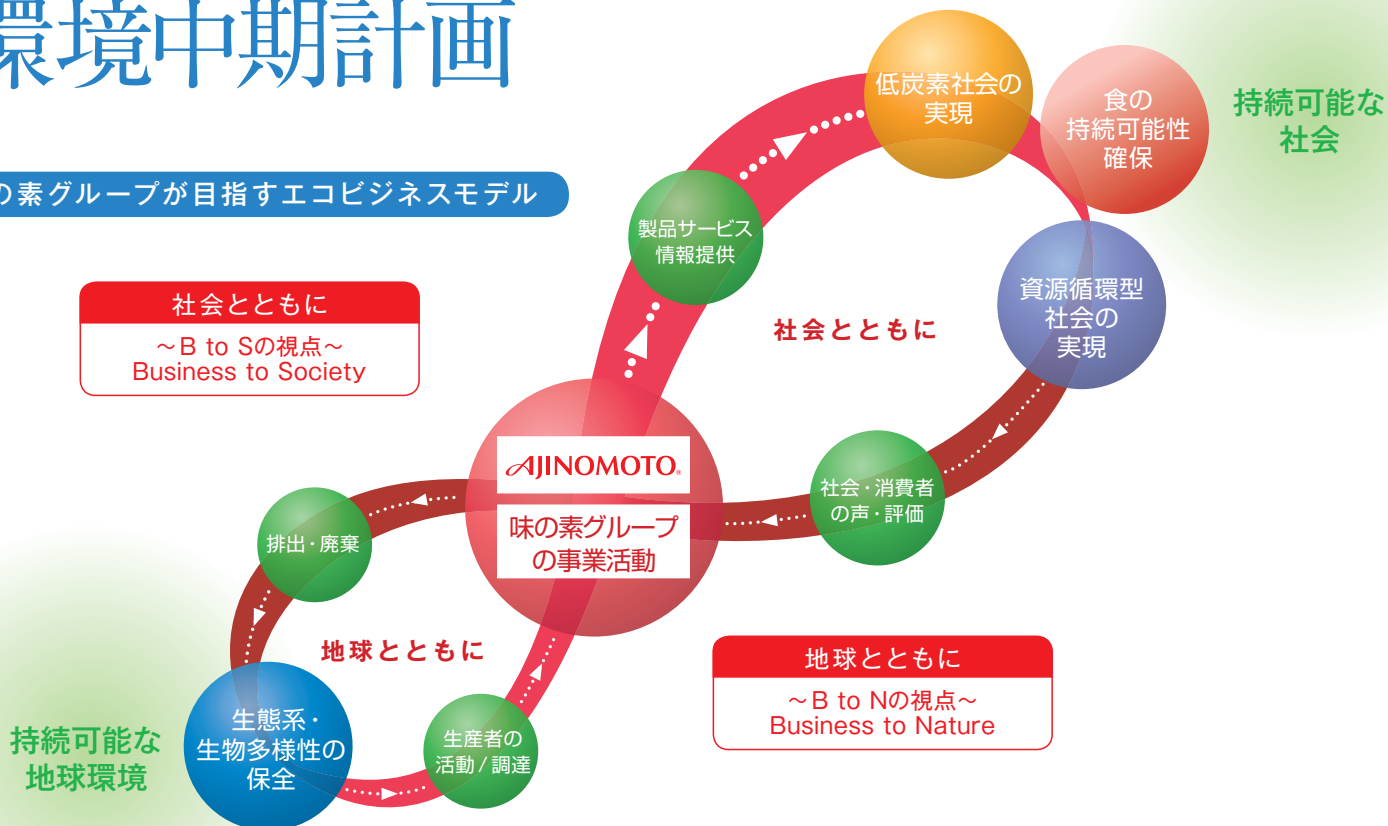 環境中期計画
の素グループが目指すエコビジネスモデル
社会とともに
～B to Sの視点～
Business to Society
低炭素社会の
実現
食の
持続可能性
確保
持続可能な
社会
製品サービス
情報提供
社会とともに
資源循環型
社会の
実現
AJINOMOTO®
味の素グループ
の事業活動
社会・消費者
の声・評価
排出・廃棄
地球とともに
地球とともに
～B to Nの視点～
Business to Nature
持続可能な
地球環境
生態系・
生物多様性の
保全
生産者の
活動/調達